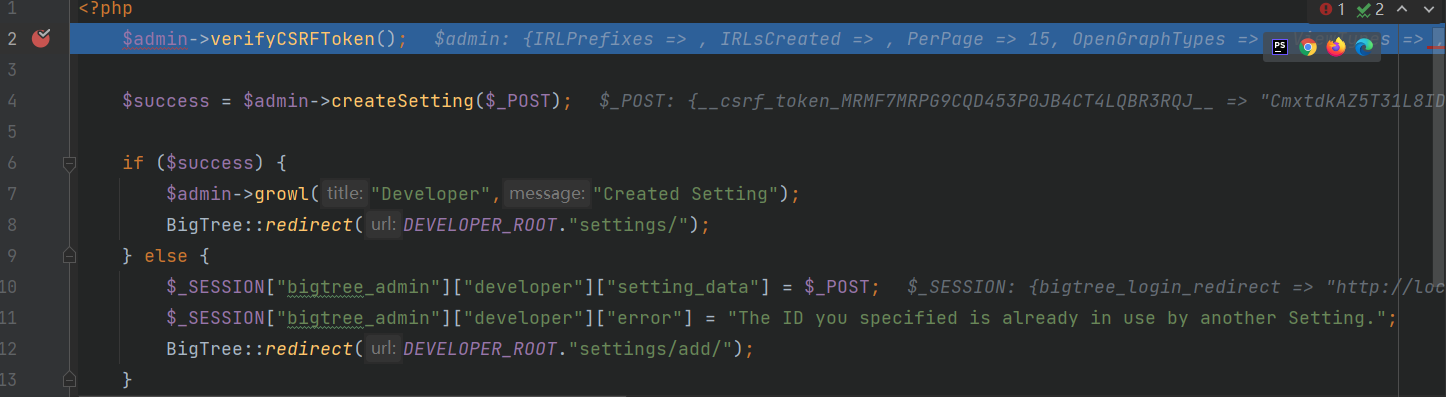 1 <?php 1 2
2 $admin->verifyCSRFToken(); $admin: {IRLPrefixes => , IRLsCreated => , PerPage => 15, OpenGraphTypes => => ,
PS
3
4 $success = $admin->createSetting($_POST); $_POST: {__csrf_token_MRMF7MRPG9CQD453P0JB4CT4LQBR3RQJ__ => "CmxtdkAZ5T31L8ID
5
6 if ($success) {
7 $admin->growl( title: "Developer", message: "Created Setting");
8 BigTree::redirect( url: DEVELOPER_ROOT."settings/");
9 } else {
10 $_SESSION["bigtree_admin"]["developer"]["setting_data"] = $_POST; $_SESSION: {bigtree_login_redirect => "http://loc
11 $_SESSION["bigtree_admin"]["developer"]["error"] = "The ID you specified is already in use by another Setting.";
12 BigTree::redirect( url: DEVELOPER_ROOT."settings/add/");
13 }